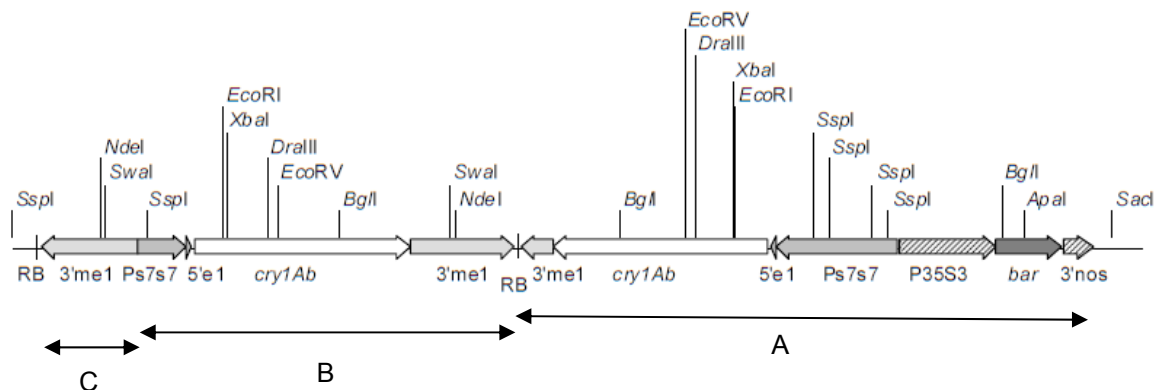 EcoRV
DraIII
XbaI
EcoRI
EcoRI
XbaI
SspI
SspI
NdeI
DraIII
SwaI
EcoRV
SwaI
SspI
BglI
SspI
SspI
BglI
NdeI
BglI
SspI
ApaI
SacI
RB
3'me1
Ps7s7
5'e1
cry1Ab
3'me1
RB
3'me1
cry1Ab
5'e1
Ps7s7
P35S3
bar
3'nos
A
B
C